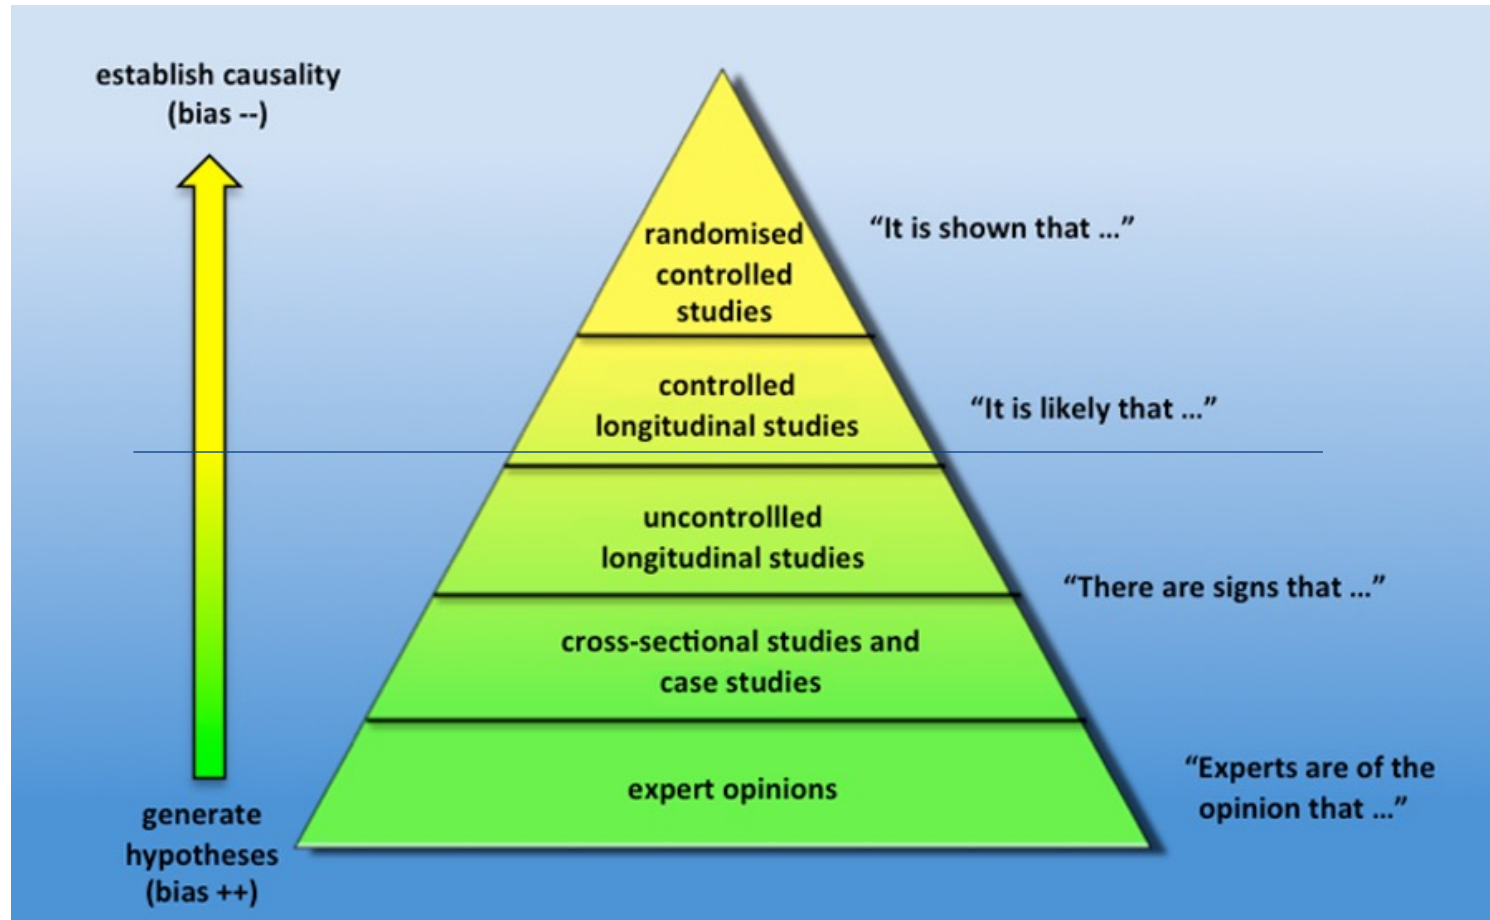 establish causality
(bias --)
randomised
controlled
studies
“It is shown that ...”
controlled
longitudinal studies
“It is likely that ...”
uncontrollled
longitudinal studies
“There are signs that ...”
cross-sectional studies and
case studies
expert opinions
“Experts are of the
opinion that ...”
generate
hypotheses
(bias ++)